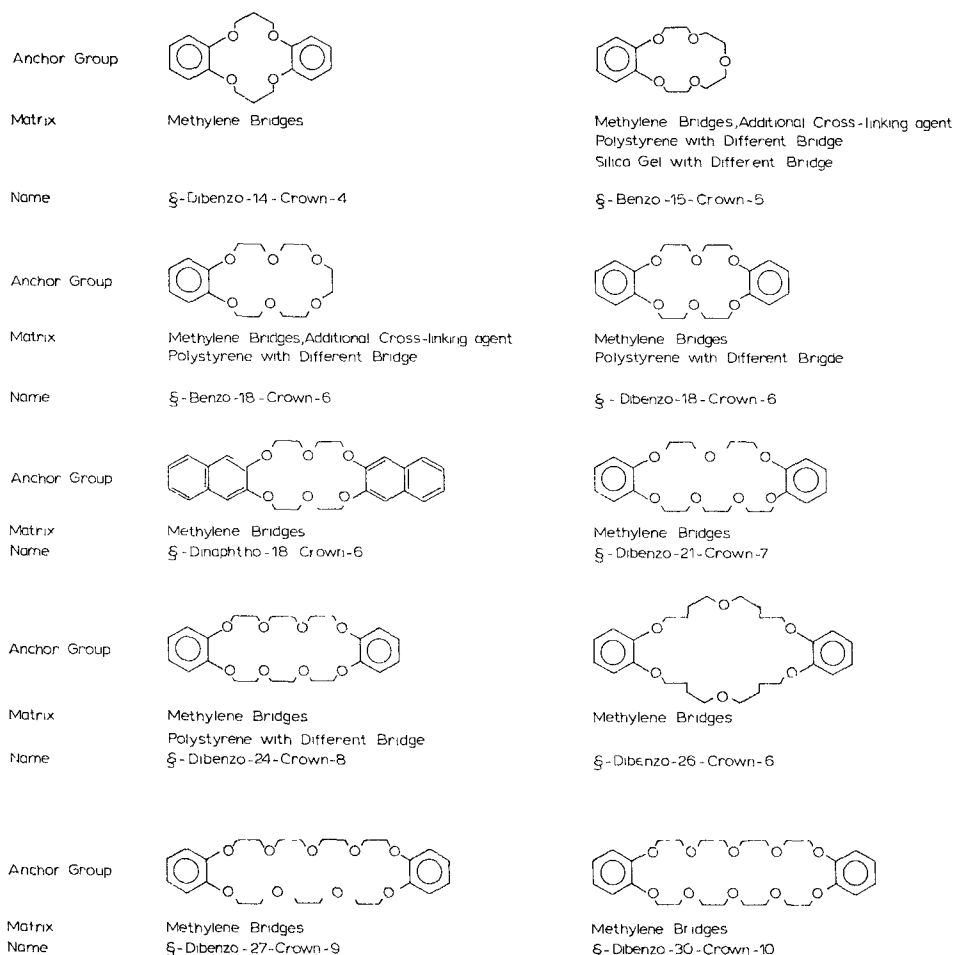 Anchor Group
Matrix Methylene Bridges Methylene Bridges, Additional Cross-linking agent
Polystyrene with Different Bridge
Silica Gel with Different Bridge
Name §-Dibenzo-14-Crown-4 §-Benzo-15-Crown-5
Anchor Group
Matrix Methylene Bridges, Additional Cross-linking agent Methylene Bridges
Polystyrene with Different Bridge Polystyrene with Different Brigde
Name §-Benzo-18-Crown-6 §-Dibenzo-18-Crown-6
Anchor Group
Matrix Methylene Bridges Methylene Bridges
Name §-Dinaphtho-18 Crown-6 §-Dibenzo-21-Crown-7
Anchor Group
Matrix Methylene Bridges Methylene Bridges
Polystyrene with Different Bridge
Name §-Dibenzo-24-Crown-8 §-Dibenzo-26-Crown-6
Anchor Group
Matrix Methylene Bridges Methylene Bridges
Name §-Dibenzo-27-Crown-9 §-Dibenzo-30-Crown-10